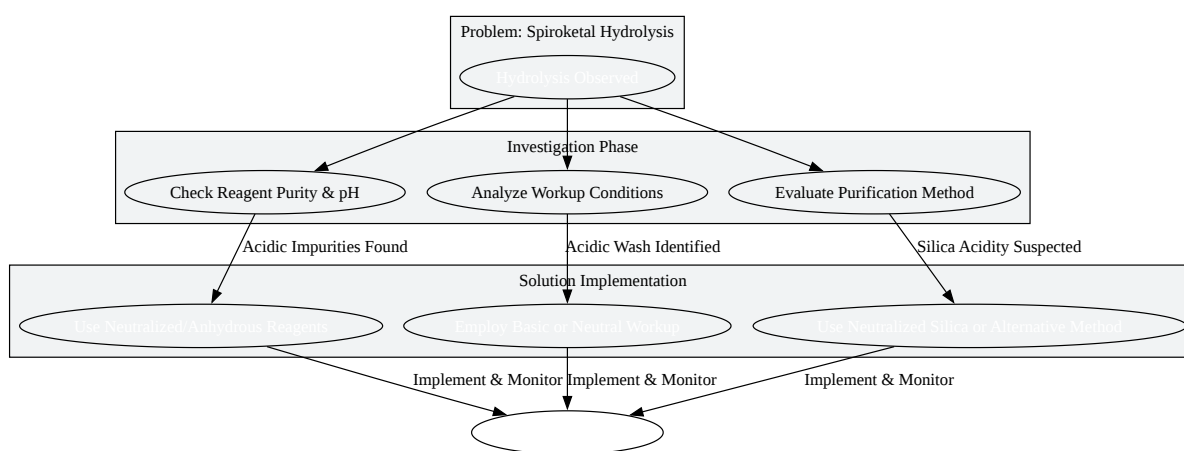 Problem: Spiroketal Hydrolysis
Hydrolysis Observed
Investigation Phase
Check Reagent Purity & pH
Analyze Workup Conditions
Evaluate Purification Method
Acidic Impurities Found
Acidic Wash Identified
Silica Acidity Suspected
Solution Implementation
Use Neutralized/Anhydrous Reagents
Employ Basic or Neutral Workup
Use Neutralized Silica or Alternative Method
Implement & Monitor
Implement & Monitor
Implement & Monitor